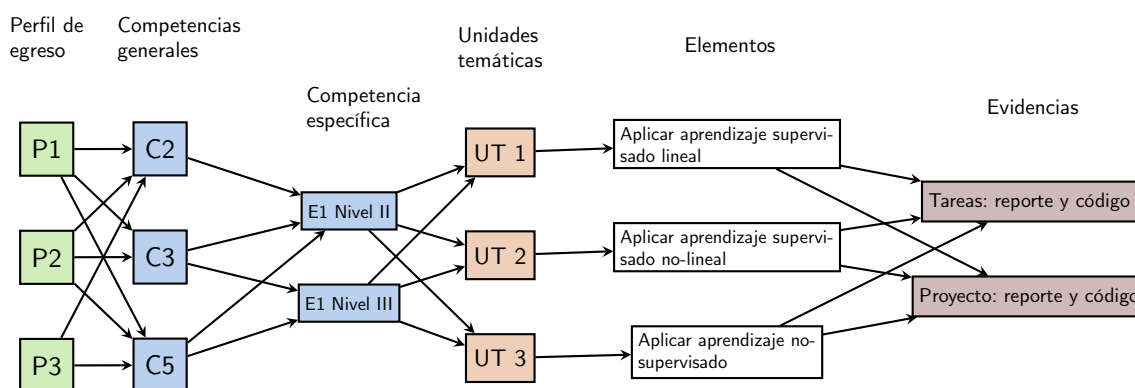 Perfil de
egreso
Competencias
generales
Competencia
específica
Unidades
temáticas
Elementos
Evidencias
P1
P2
P3
C2
C3
C5
E1 Nivel II
E1 Nivel III
UT 1
UT 2
UT 3
Aplicar aprendizaje supervi-
sado lineal
Aplicar aprendizaje supervi-
sado no-lineal
Aplicar aprendizaje no-
supervisado
Tareas: reporte y código
Proyecto: reporte y código